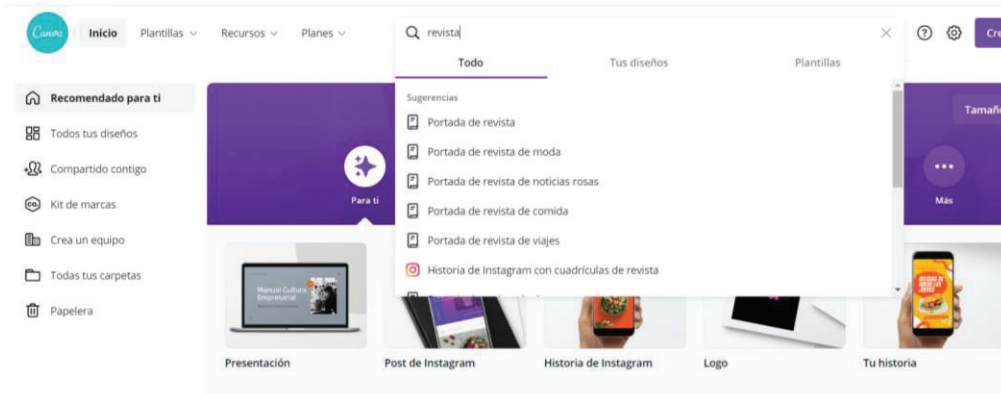 Canva
Inicio
Plantillas
Recursos
Planes
revista
Cre
Todo
Tus diseños
Plantillas
Sugerencias
Portada de revista
Portada de revista de moda
Portada de revista de noticias rosas
Portada de revista de comida
Portada de revista de viajes
Historia de Instagram con cuadrículas de revista
Recomendado para ti
Todos tus diseños
Compartido contigo
Kit de marcas
Crea un equipo
Todas tus carpetas
Papelera
Para ti
Tamaño
Más
Manual Cultura
Empresarial
Presentación
Post de Instagram
Historia de Instagram
Logo
Tu historia